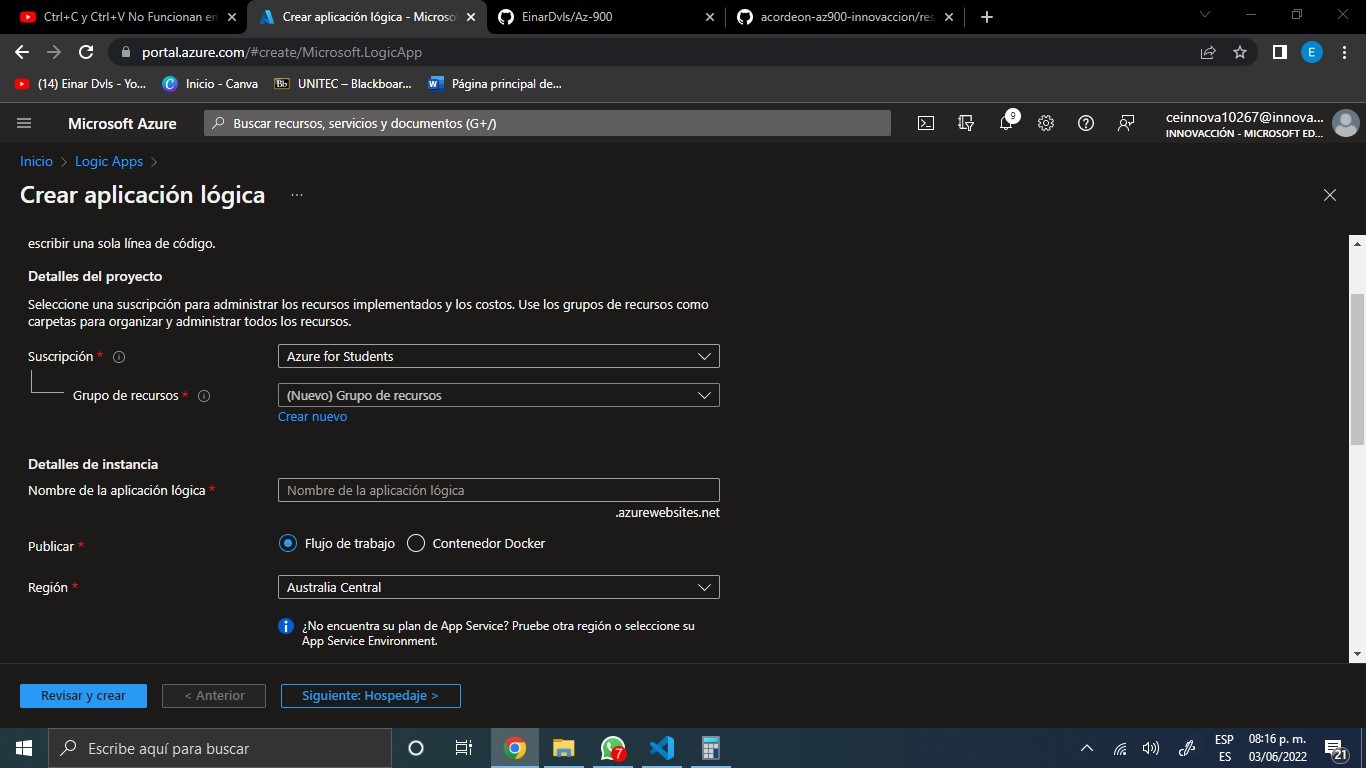 Ctrl+C y Ctrl+V No Funcionan en
Crear aplicación lógica - Microso
EinarDvls/Az-900
acordeon-az900-innovaccion/res
portal.azure.com/#create/Microsoft.LogicApp
E
(14) Einar Dvls - Yo...
Inicio - Canva
UNITEC – Blackboar...
Página principal de...
Microsoft Azure
Buscar recursos, servicios y documentos (G+/)
9
ceinnova10267@innova...
INNOVACCIÓN - MICROSOFT ED...
Inicio > Logic Apps >
Crear aplicación lógica ...
escribir una sola línea de código.
Detalles del proyecto
Seleccione una suscripción para administrar los recursos implementados y los costos. Use los grupos de recursos como
carpetas para organizar y administrar todos los recursos.
Suscripción *
Azure for Students
Grupo de recursos *
(Nuevo) Grupo de recursos
Crear nuevo
Detalles de instancia
Nombre de la aplicación lógica *
Nombre de la aplicación lógica
.azurewebsites.net
Publicar *
Flujo de trabajo
Contenedor Docker
Región *
Australia Central
¿No encuentra su plan de App Service? Pruebe otra región o seleccione su
App Service Environment.
Revisar y crear
< Anterior
Siguiente: Hospedaje >
Escribe aquí para buscar
7
ESP
ES
08:16 p. m.
03/06/2022
21